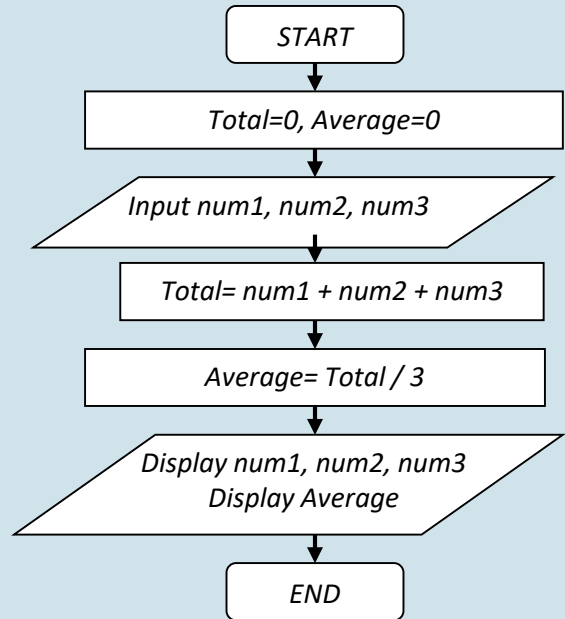 START
Total=0, Average=0
Input num1, num2, num3
Total= num1 + num2 + num3
Average= Total / 3
Display num1, num2, num3
Display Average
END